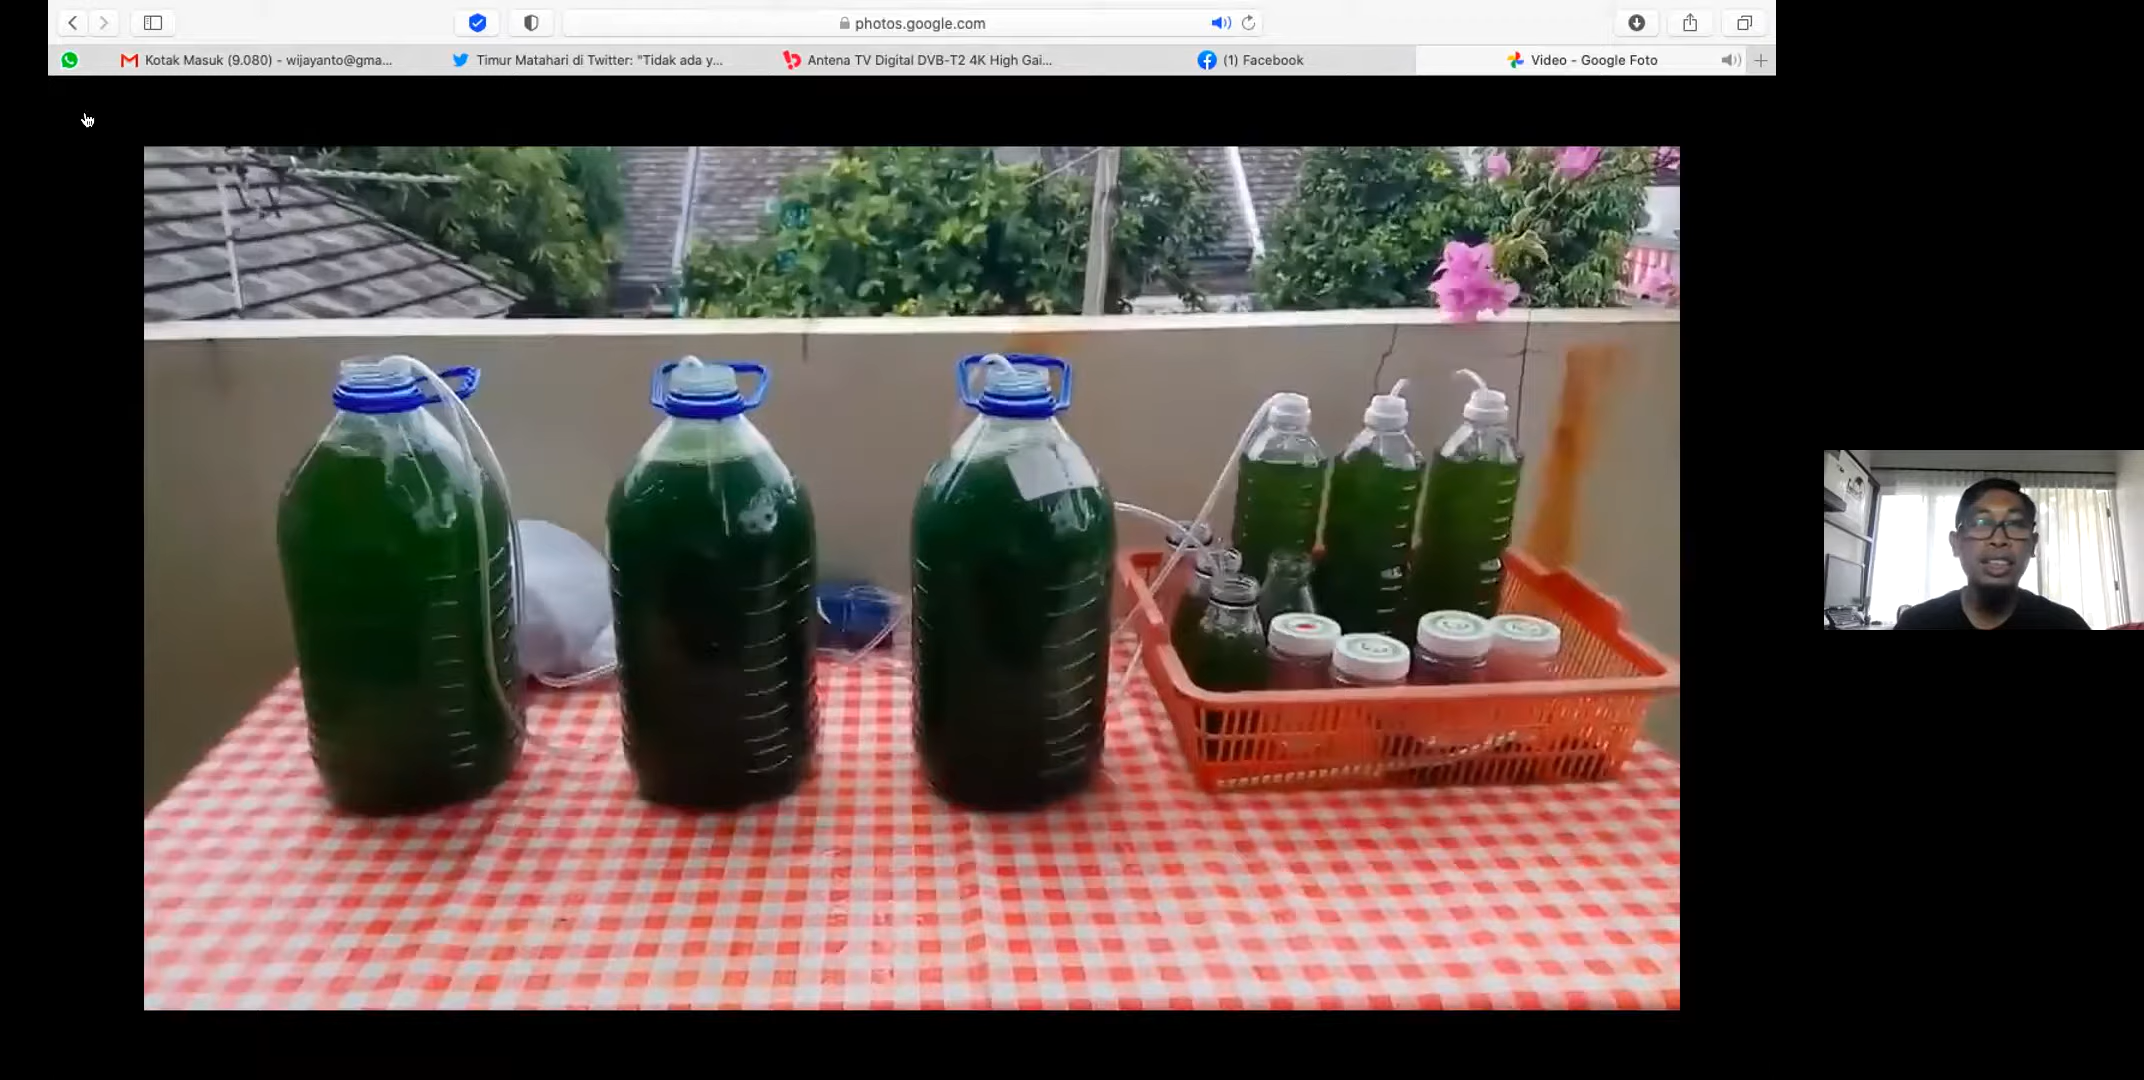 photos.google.com
Kotak Masuk (9.080) - wijayanto@gma...
Timur Matahari di Twitter: "Tidak ada y...
Antena TV Digital DVB-T2 4K High Gai...
(1) Facebook
Video - Google Foto